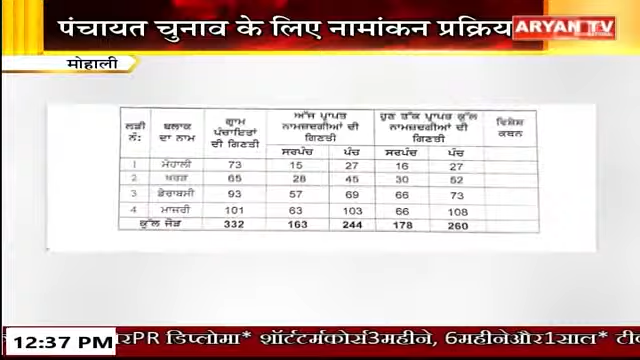 पंचायत चुनाव के लिए नामांकन प्रक्रिय
ARYAN TV
मोहाली
ਲੜੀ ਨੰ: ਬਲਾਕ ਦਾ ਨਾਮ ਗ੍ਰਾਮ ਪੰਚਾਇਤਾਂ ਦੀ ਗਿਣਤੀ ਅੱਜ ਪ੍ਰਾਪਤ ਨਾਮਜ਼ਦਗੀਆਂ ਦੀ ਗਿਣਤੀ ਹੁਣ ਤੱਕ ਪ੍ਰਾਪਤ ਕੁੱਲ ਨਾਮਜ਼ਦਗੀਆਂ ਦੀ ਗਿਣਤੀ ਵਿਸ਼ੇਸ਼ ਕਥਨ
ਸਰਪੰਚ ਪੰਚ ਸਰਪੰਚ ਪੰਚ
1 ਮੋਹਾਲੀ 73 15 27 16 27
2 ਖਰੜ 65 28 45 30 52
3 ਡੇਰਾਬਸੀ 93 57 69 66 73
4 ਮਾਜਰੀ 101 63 103 66 108
ਕੁੱਲ ਜੋੜ 332 163 244 178 260
12:37 PM
PR डिप्लोमा* शॉर्टटर्मकोर्स3महीने, 6महीनेऔर1साल*